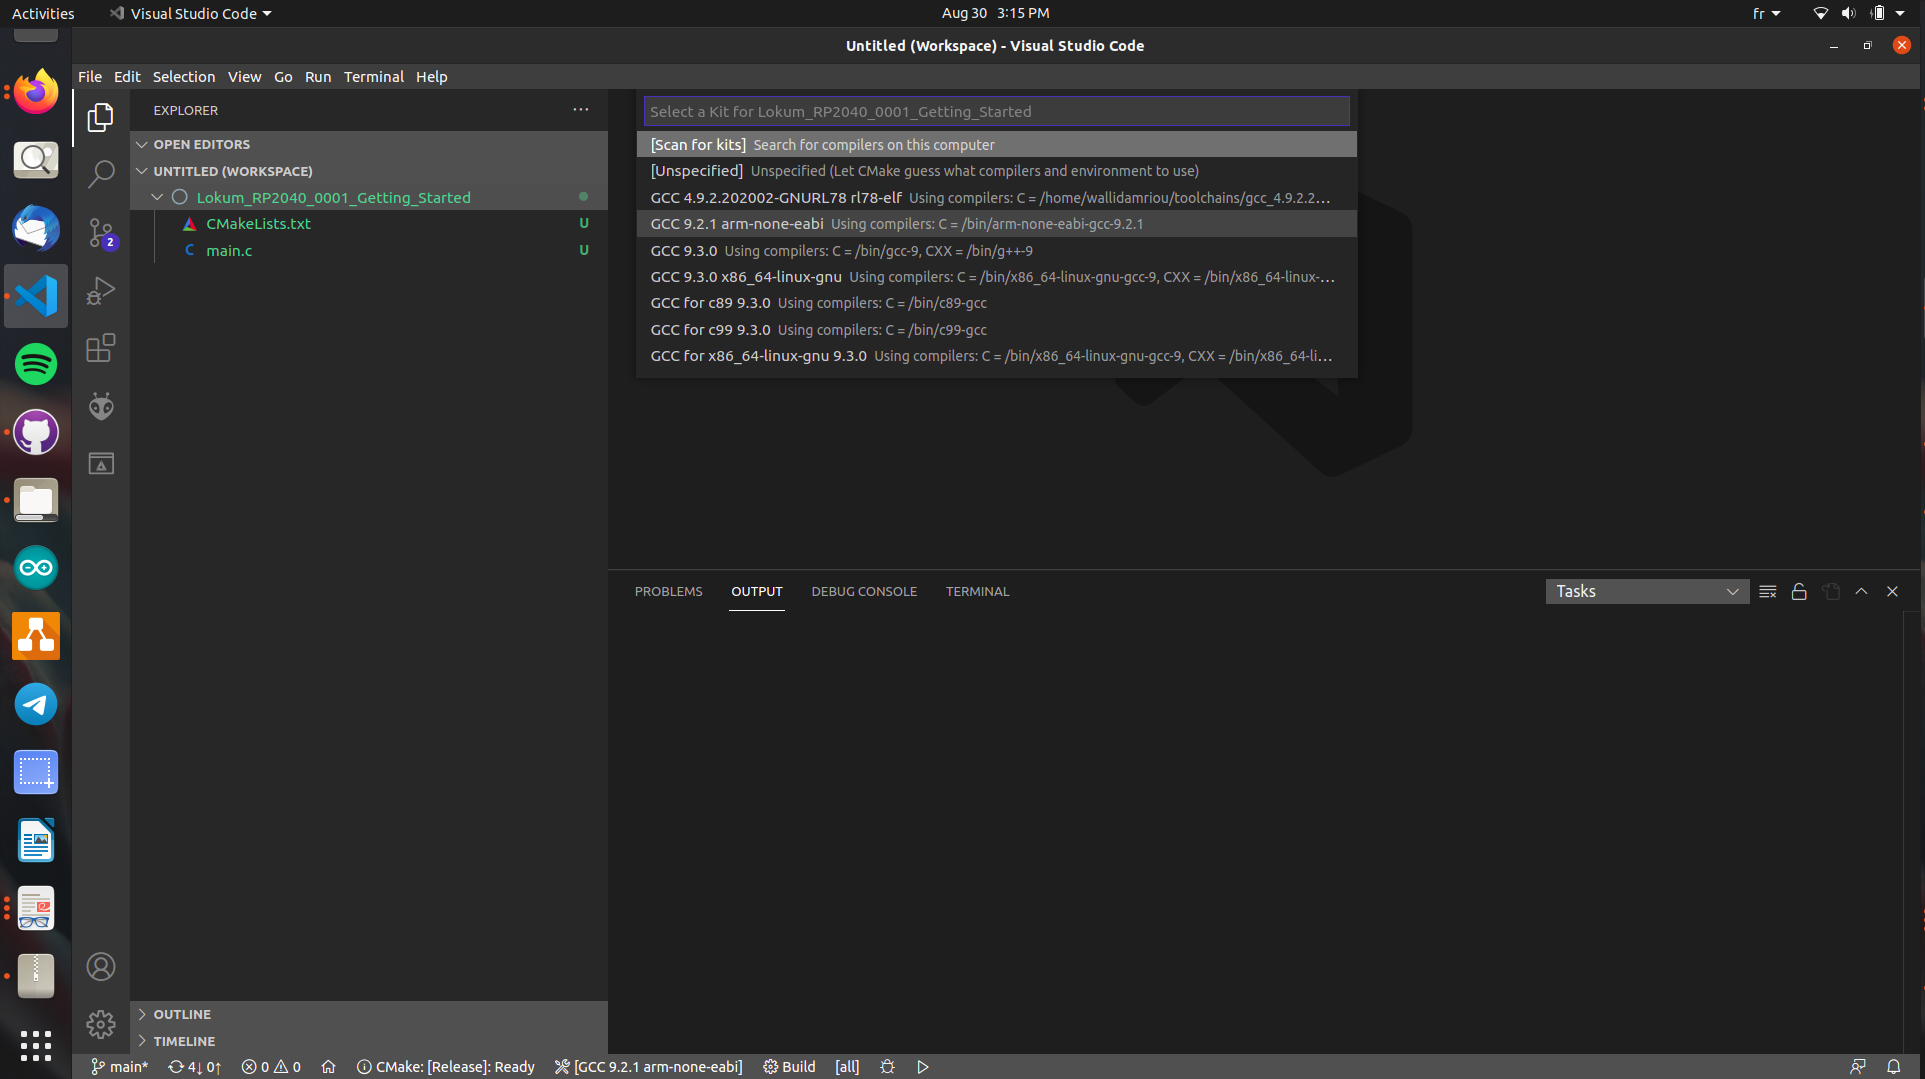 Activities
Visual Studio Code
Aug 30 3:15 PM
fr
Untitled (Workspace) - Visual Studio Code
File Edit Selection View Go Run Terminal Help
EXPLORER
OPEN EDITORS
UNTITLED (WORKSPACE)
Lokum_RP2040_0001_Getting_Started
CMakeLists.txt U
C main.c U
2
Select a Kit for Lokum_RP2040_0001_Getting_Started
[Scan for kits] Search for compilers on this computer
[Unspecified] Unspecified (Let CMake guess what compilers and environment to use)
GCC 4.9.2.202002-GNURL78 rl78-elf Using compilers: C = /home/wallidamriou/toolchains/gcc_4.9.2.2...
GCC 9.2.1 arm-none-eabi Using compilers: C = /bin/arm-none-eabi-gcc-9.2.1
GCC 9.3.0 Using compilers: C = /bin/gcc-9, CXX = /bin/g++-9
GCC 9.3.0 x86_64-linux-gnu Using compilers: C = /bin/x86_64-linux-gnu-gcc-9, CXX = /bin/x86_64-linux-...
GCC for c89 9.3.0 Using compilers: C = /bin/c89-gcc
GCC for c99 9.3.0 Using compilers: C = /bin/c99-gcc
GCC for x86_64-linux-gnu 9.3.0 Using compilers: C = /bin/x86_64-linux-gnu-gcc-9, CXX = /bin/x86_64-li...
PROBLEMS OUTPUT DEBUG CONSOLE TERMINAL
Tasks
OUTLINE
TIMELINE
main* 4↓ 0↑ 0 0 CMake: [Release]: Ready [GCC 9.2.1 arm-none-eabi] Build [all]